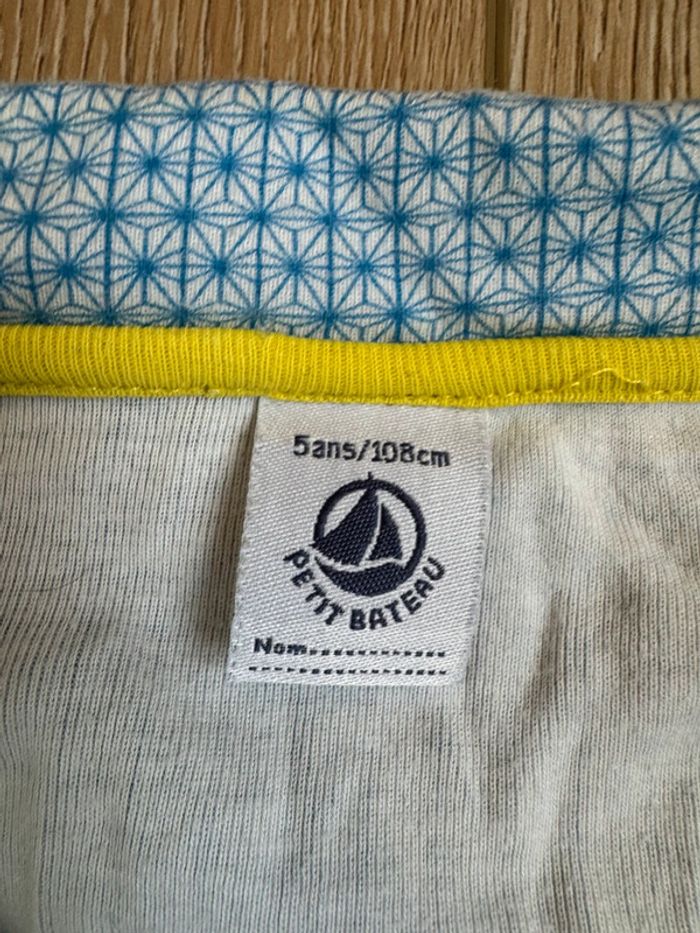 5ans/108cm
PETIT BATEAU
Nom..............
....................